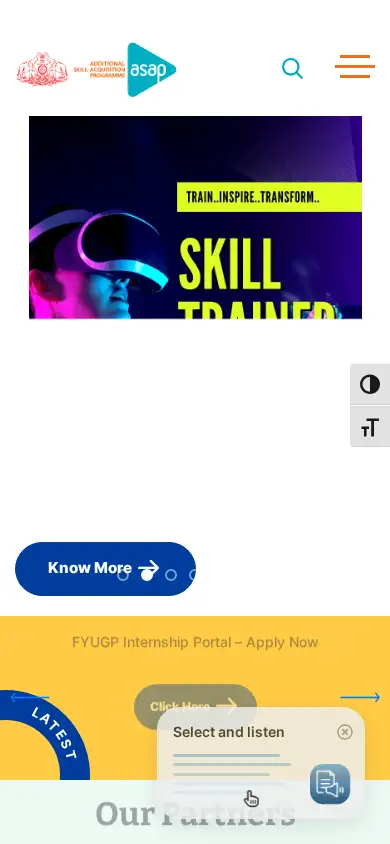 ADDITIONAL
SKILL ACQUISITION
PROGRAMME
asap
TRAIN..INSPIRE..TRANSFORM..
SKILL
TRAINER
Know More
FYUGP Internship Portal – Apply Now
Click Here
LATEST
Select and listen
Our Partners